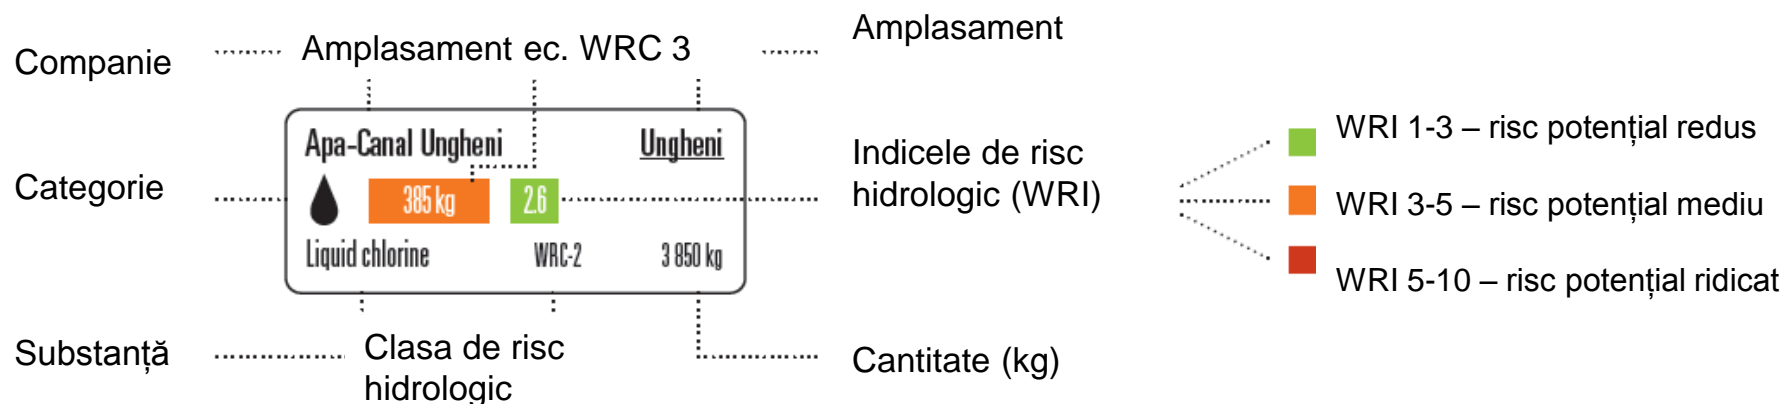 Amplasament
Companie
Amplasament ec. WRC 3
Apa-Canal Ungheni
Ungheni
Categorie
385 kg
2.6
Liquid chlorine
WRC-2
3 850 kg
Indicele de risc
hidrologic (WRI)
WRI 1-3 – risc potențial redus
WRI 3-5 – risc potențial mediu
WRI 5-10 – risc potențial ridicat
Substanță
Clasa de risc
hidrologic
Cantitate (kg)